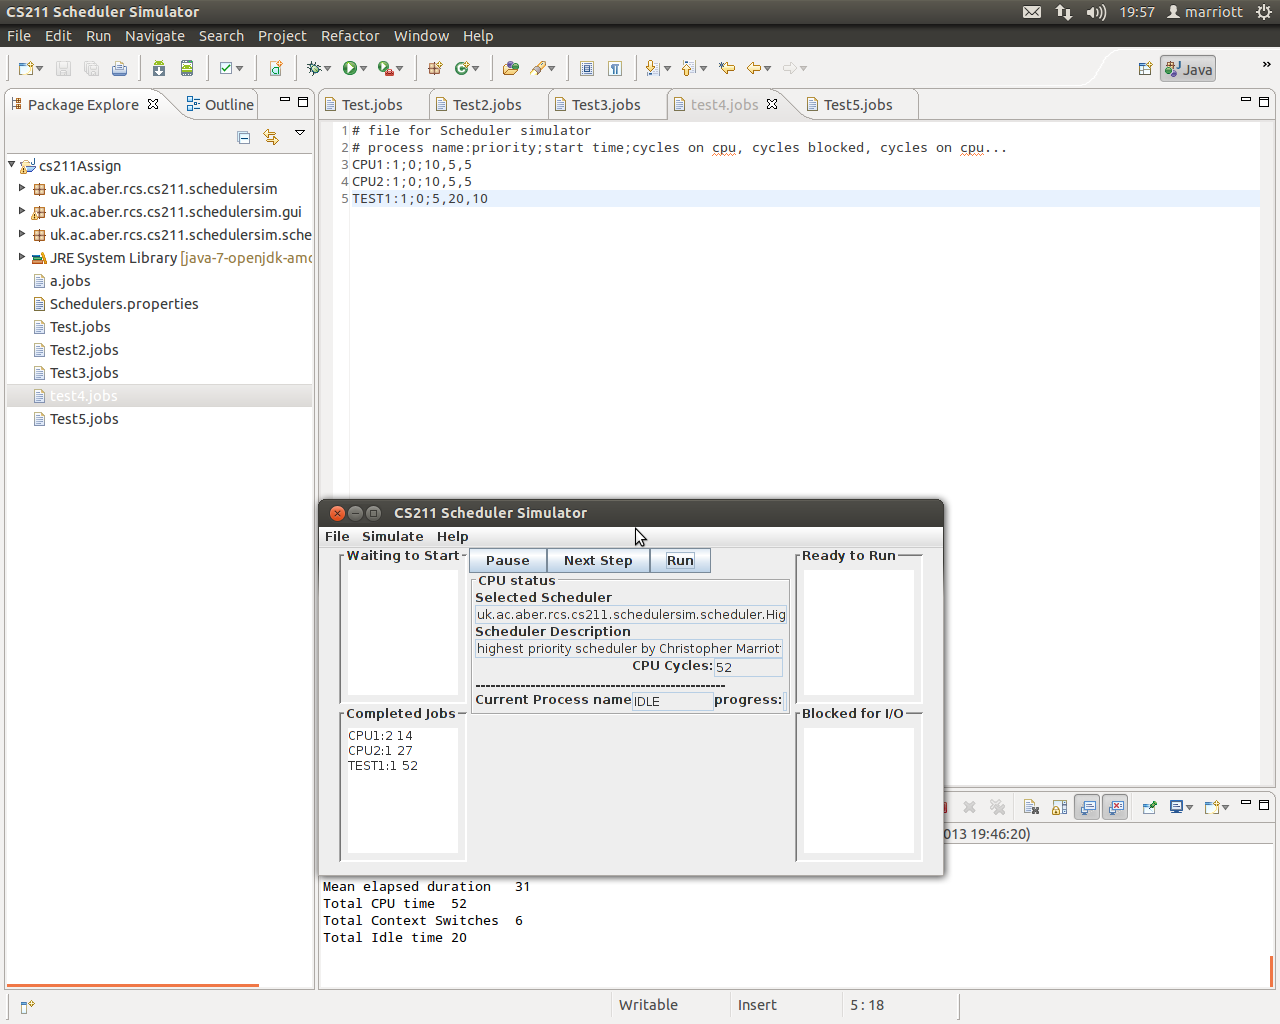 CS211 Scheduler Simulator
19:57 marriott
File Edit Run Navigate Search Project Refactor Window Help
Java
»
Package Explore
Outline
Test.jobs
Test2.jobs
Test3.jobs
test4.jobs
Test5.jobs
cs211Assign
uk.ac.aber.rcs.cs211.schedulersim
uk.ac.aber.rcs.cs211.schedulersim.gui
uk.ac.aber.rcs.cs211.schedulersim.sche
JRE System Library [java-7-openjdk-amd
a.jobs
Schedulers.properties
Test.jobs
Test2.jobs
Test3.jobs
test4.jobs
Test5.jobs
1 # file for Scheduler simulator
2 # process name:priority;start time;cycles on cpu, cycles blocked, cycles on cpu...
3 CPU1:1;0;10,5,5
4 CPU2:1;0;10,5,5
5 TEST1:1;0;5,20,10
CS211 Scheduler Simulator
File Simulate Help
Waiting to Start
Pause Next Step Run
Ready to Run
CPU status
Selected Scheduler
uk.ac.aber.rcs.cs211.schedulersim.scheduler.Hig
Scheduler Description
highest priority scheduler by Christopher Marriot
CPU Cycles: 52
--------------------------------------------------
Current Process name IDLE progress:
Completed Jobs
CPU1:2 14
CPU2:1 27
TEST1:1 52
Blocked for I/O
013 19:46:20)
Mean elapsed duration 31
Total CPU time 52
Total Context Switches 6
Total Idle time 20
Writable Insert 5 : 18